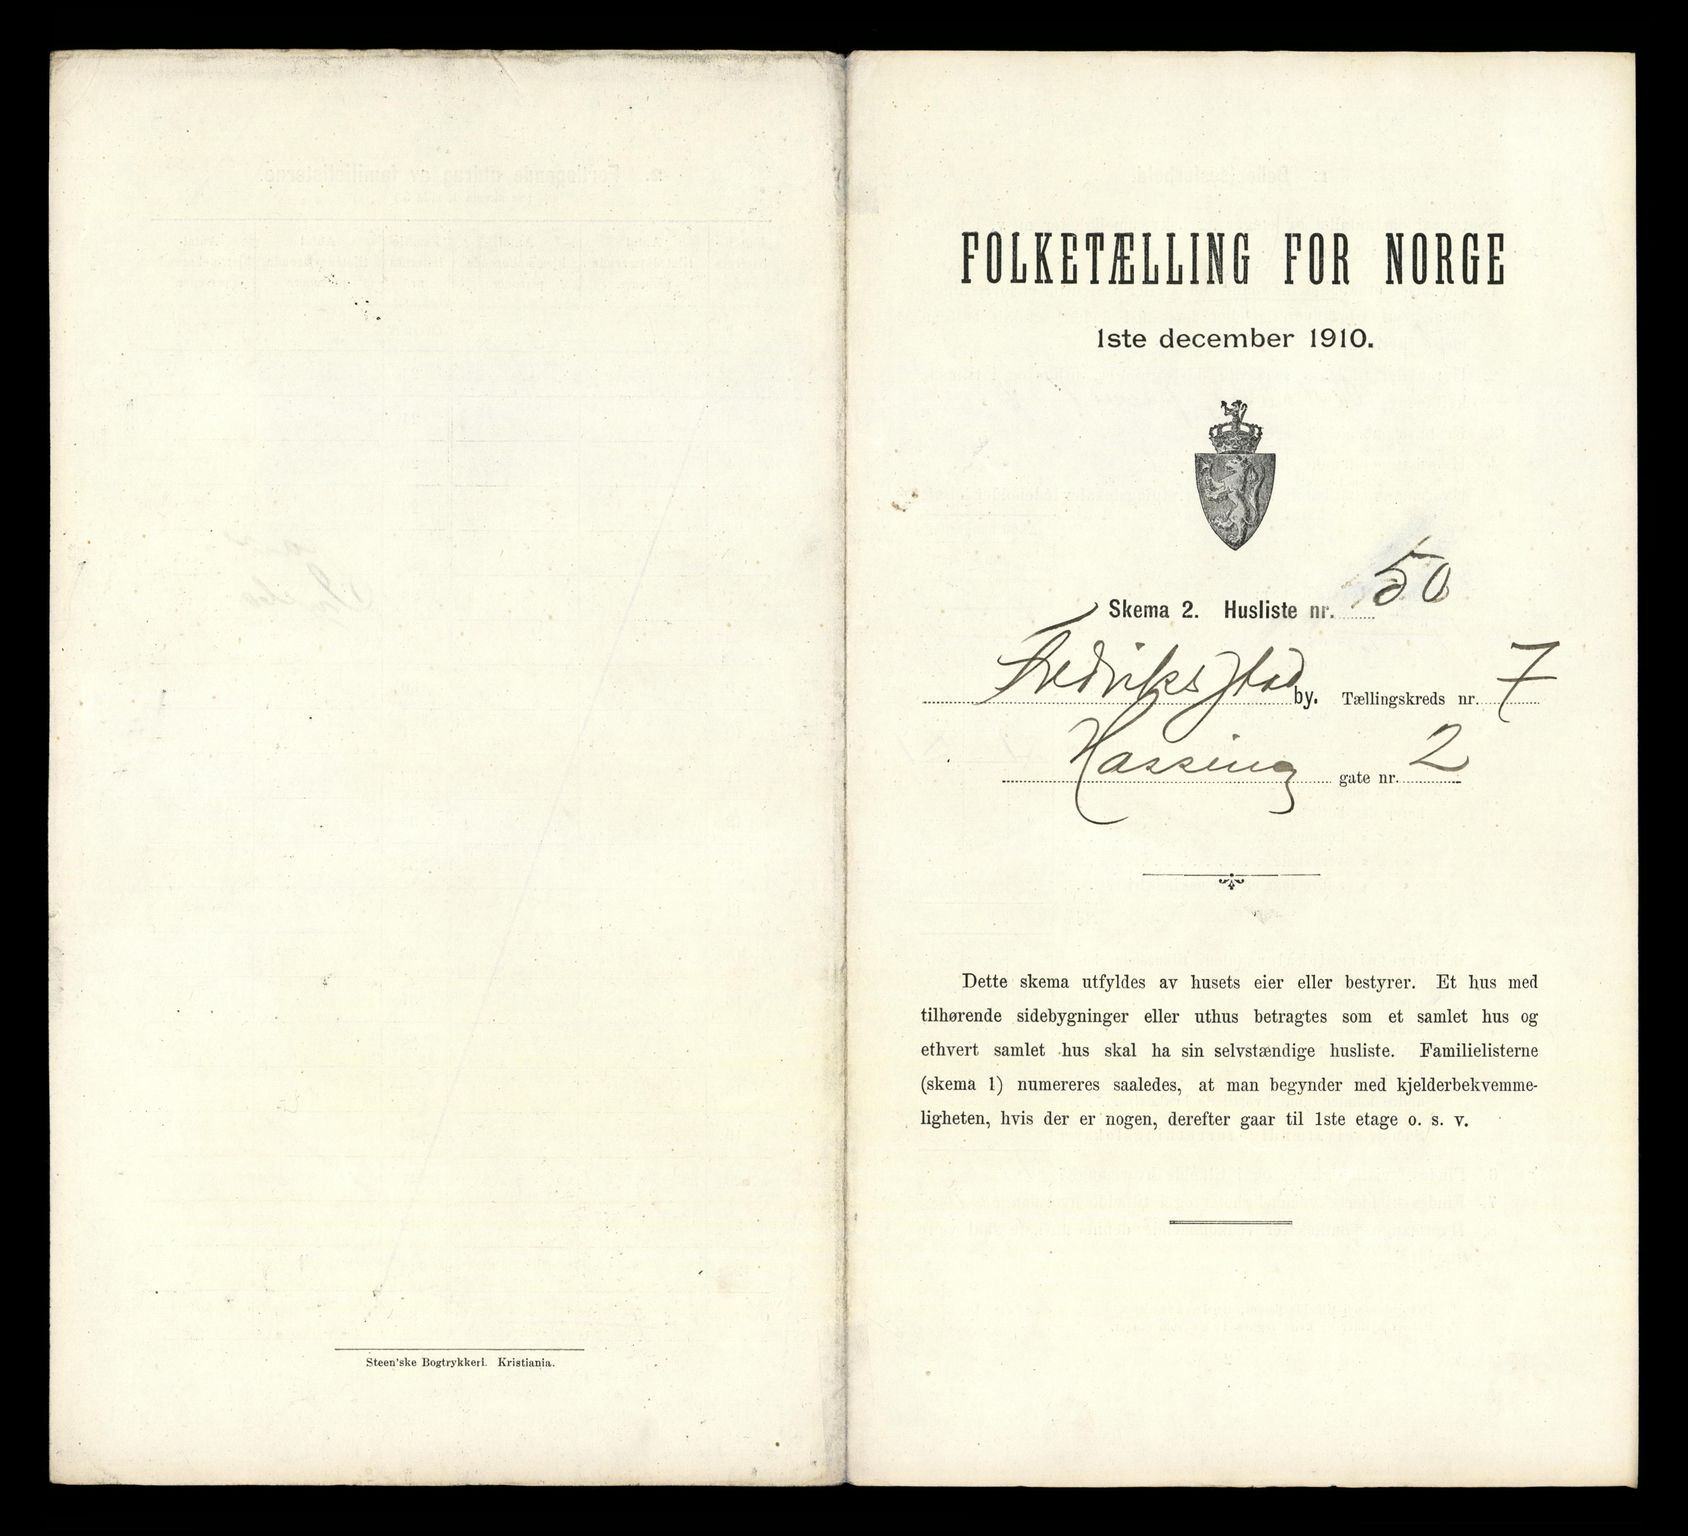 Steen'ske Bogtrykkeri. Kristiania.
FOLKETÆLLING FOR NORGE
1ste december 1910.
Skema 2. Husliste nr. 50
Fredriksstad by. Tællingskreds nr. 7
Hassing gate nr. 2
Dette skema utfyldes av husets eier eller bestyrer. Et hus med
tilhørende sidebygninger eller uthus betragtes som et samlet hus og
ethvert samlet hus skal ha sin selvstændige husliste. Familielisterne
(skema 1) numereres saaledes, at man begynder med kjelderbekvemme-
ligheten, hvis der er nogen, derefter gaar til 1ste etage o. s. v.